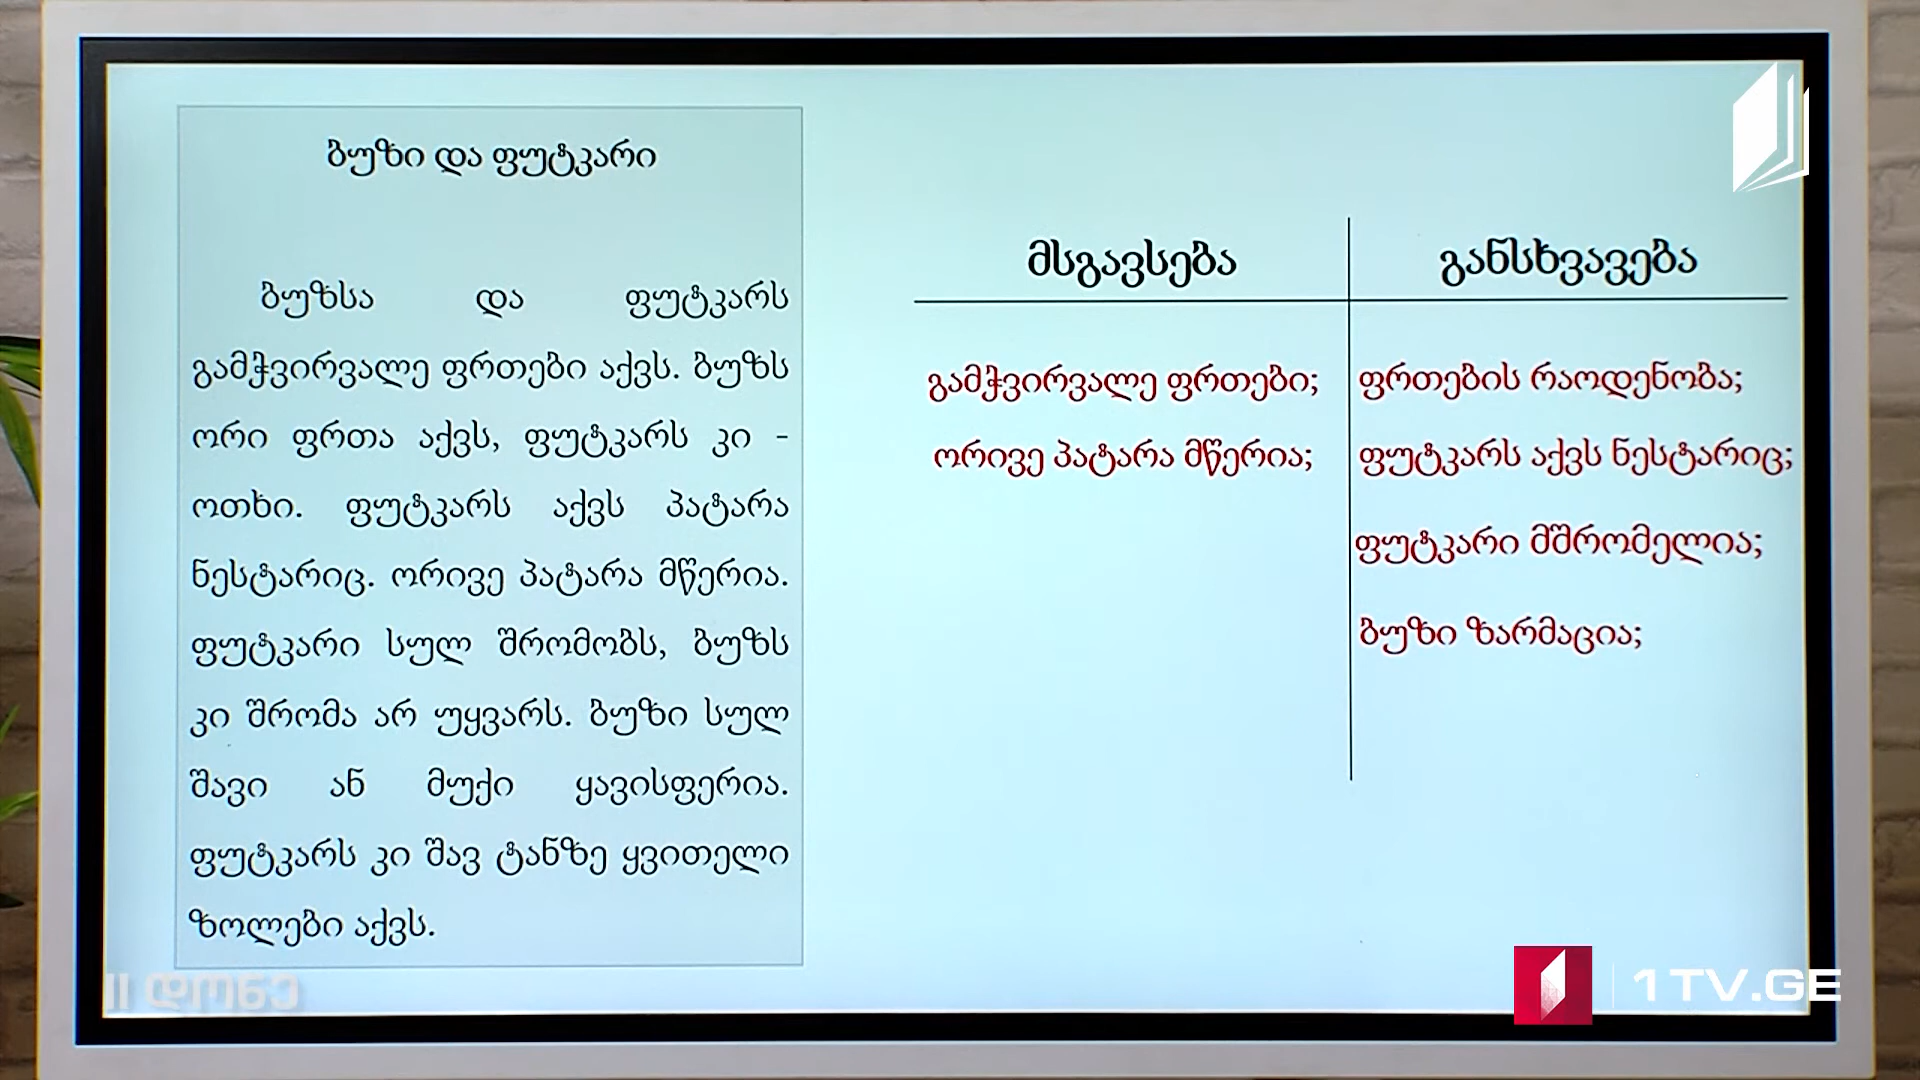 ბუზი და ფუტკარი
ბუზსა და ფუტკარს
გამჭვირვალე ფრთები აქვს. ბუზს
ორი ფრთა აქვს, ფუტკარს კი -
ოთხი. ფუტკარს აქვს პატარა
ნესტარიც. ორივე პატარა მწერია.
ფუტკარი სულ შრომობს, ბუზს
კი შრომა არ უყვარს. ბუზი სულ
შავი ან მუქი ყავისფერია.
ფუტკარს კი შავ ტანზე ყვითელი
ზოლები აქვს.
მსგავსება
გამჭვირვალე ფრთები;
ორივე პატარა მწერია;
განსხვავება
ფრთების რაოდენობა;
ფუტკარს აქვს ნესტარიც;
ფუტკარი მშრომელია;
ბუზი ზარმაცია;
II დონე
1TV.GE